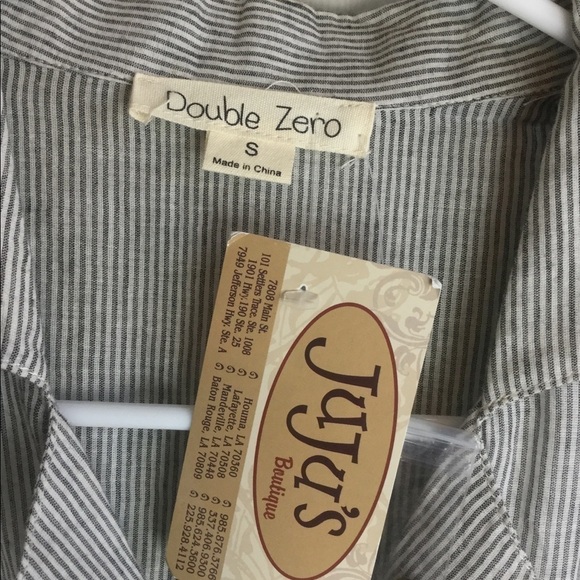 Double Zero
S
Made in China
JuJu's
Boutique
7808 Main St. Houma, LA 70360 985.876.3766
101 Settlers Trace, Ste. 1008 Lafayette, LA 70508 337.406.9300
1901 Hwy. 190 Ste. 25 Mandeville, LA 70448 985.624.3600
7949 Jefferson Hwy. Ste. A Baton Rouge, LA 70809 225.928.4112